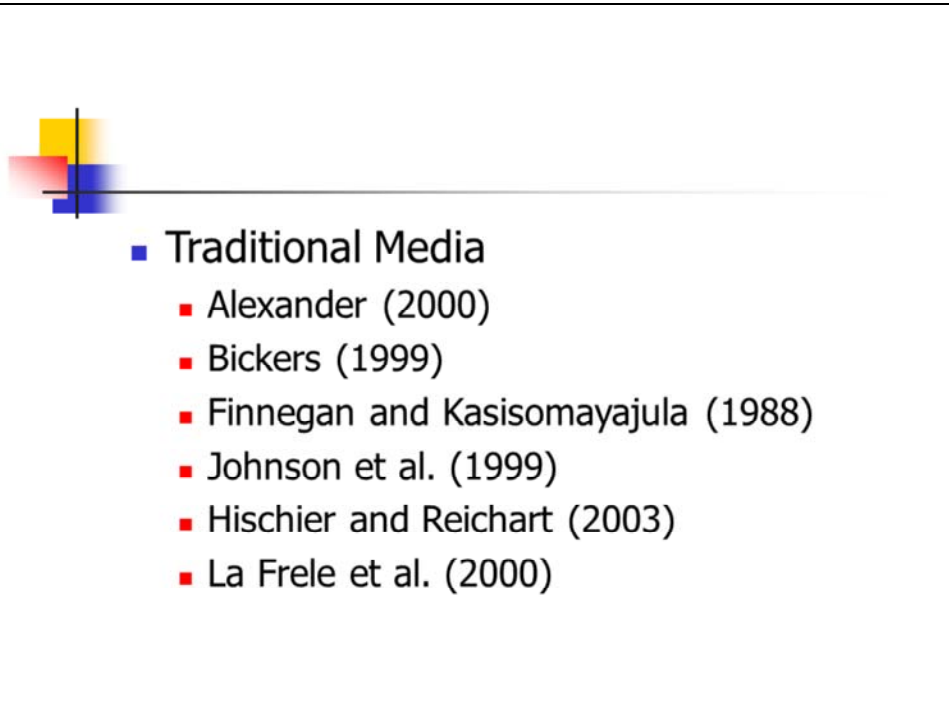 Traditional Media
Alexander (2000)
Bickers (1999)
Finnegan and Kasisomayajula (1988)
Johnson et al. (1999)
Hischier and Reichart (2003)
La Frele et al. (2000)